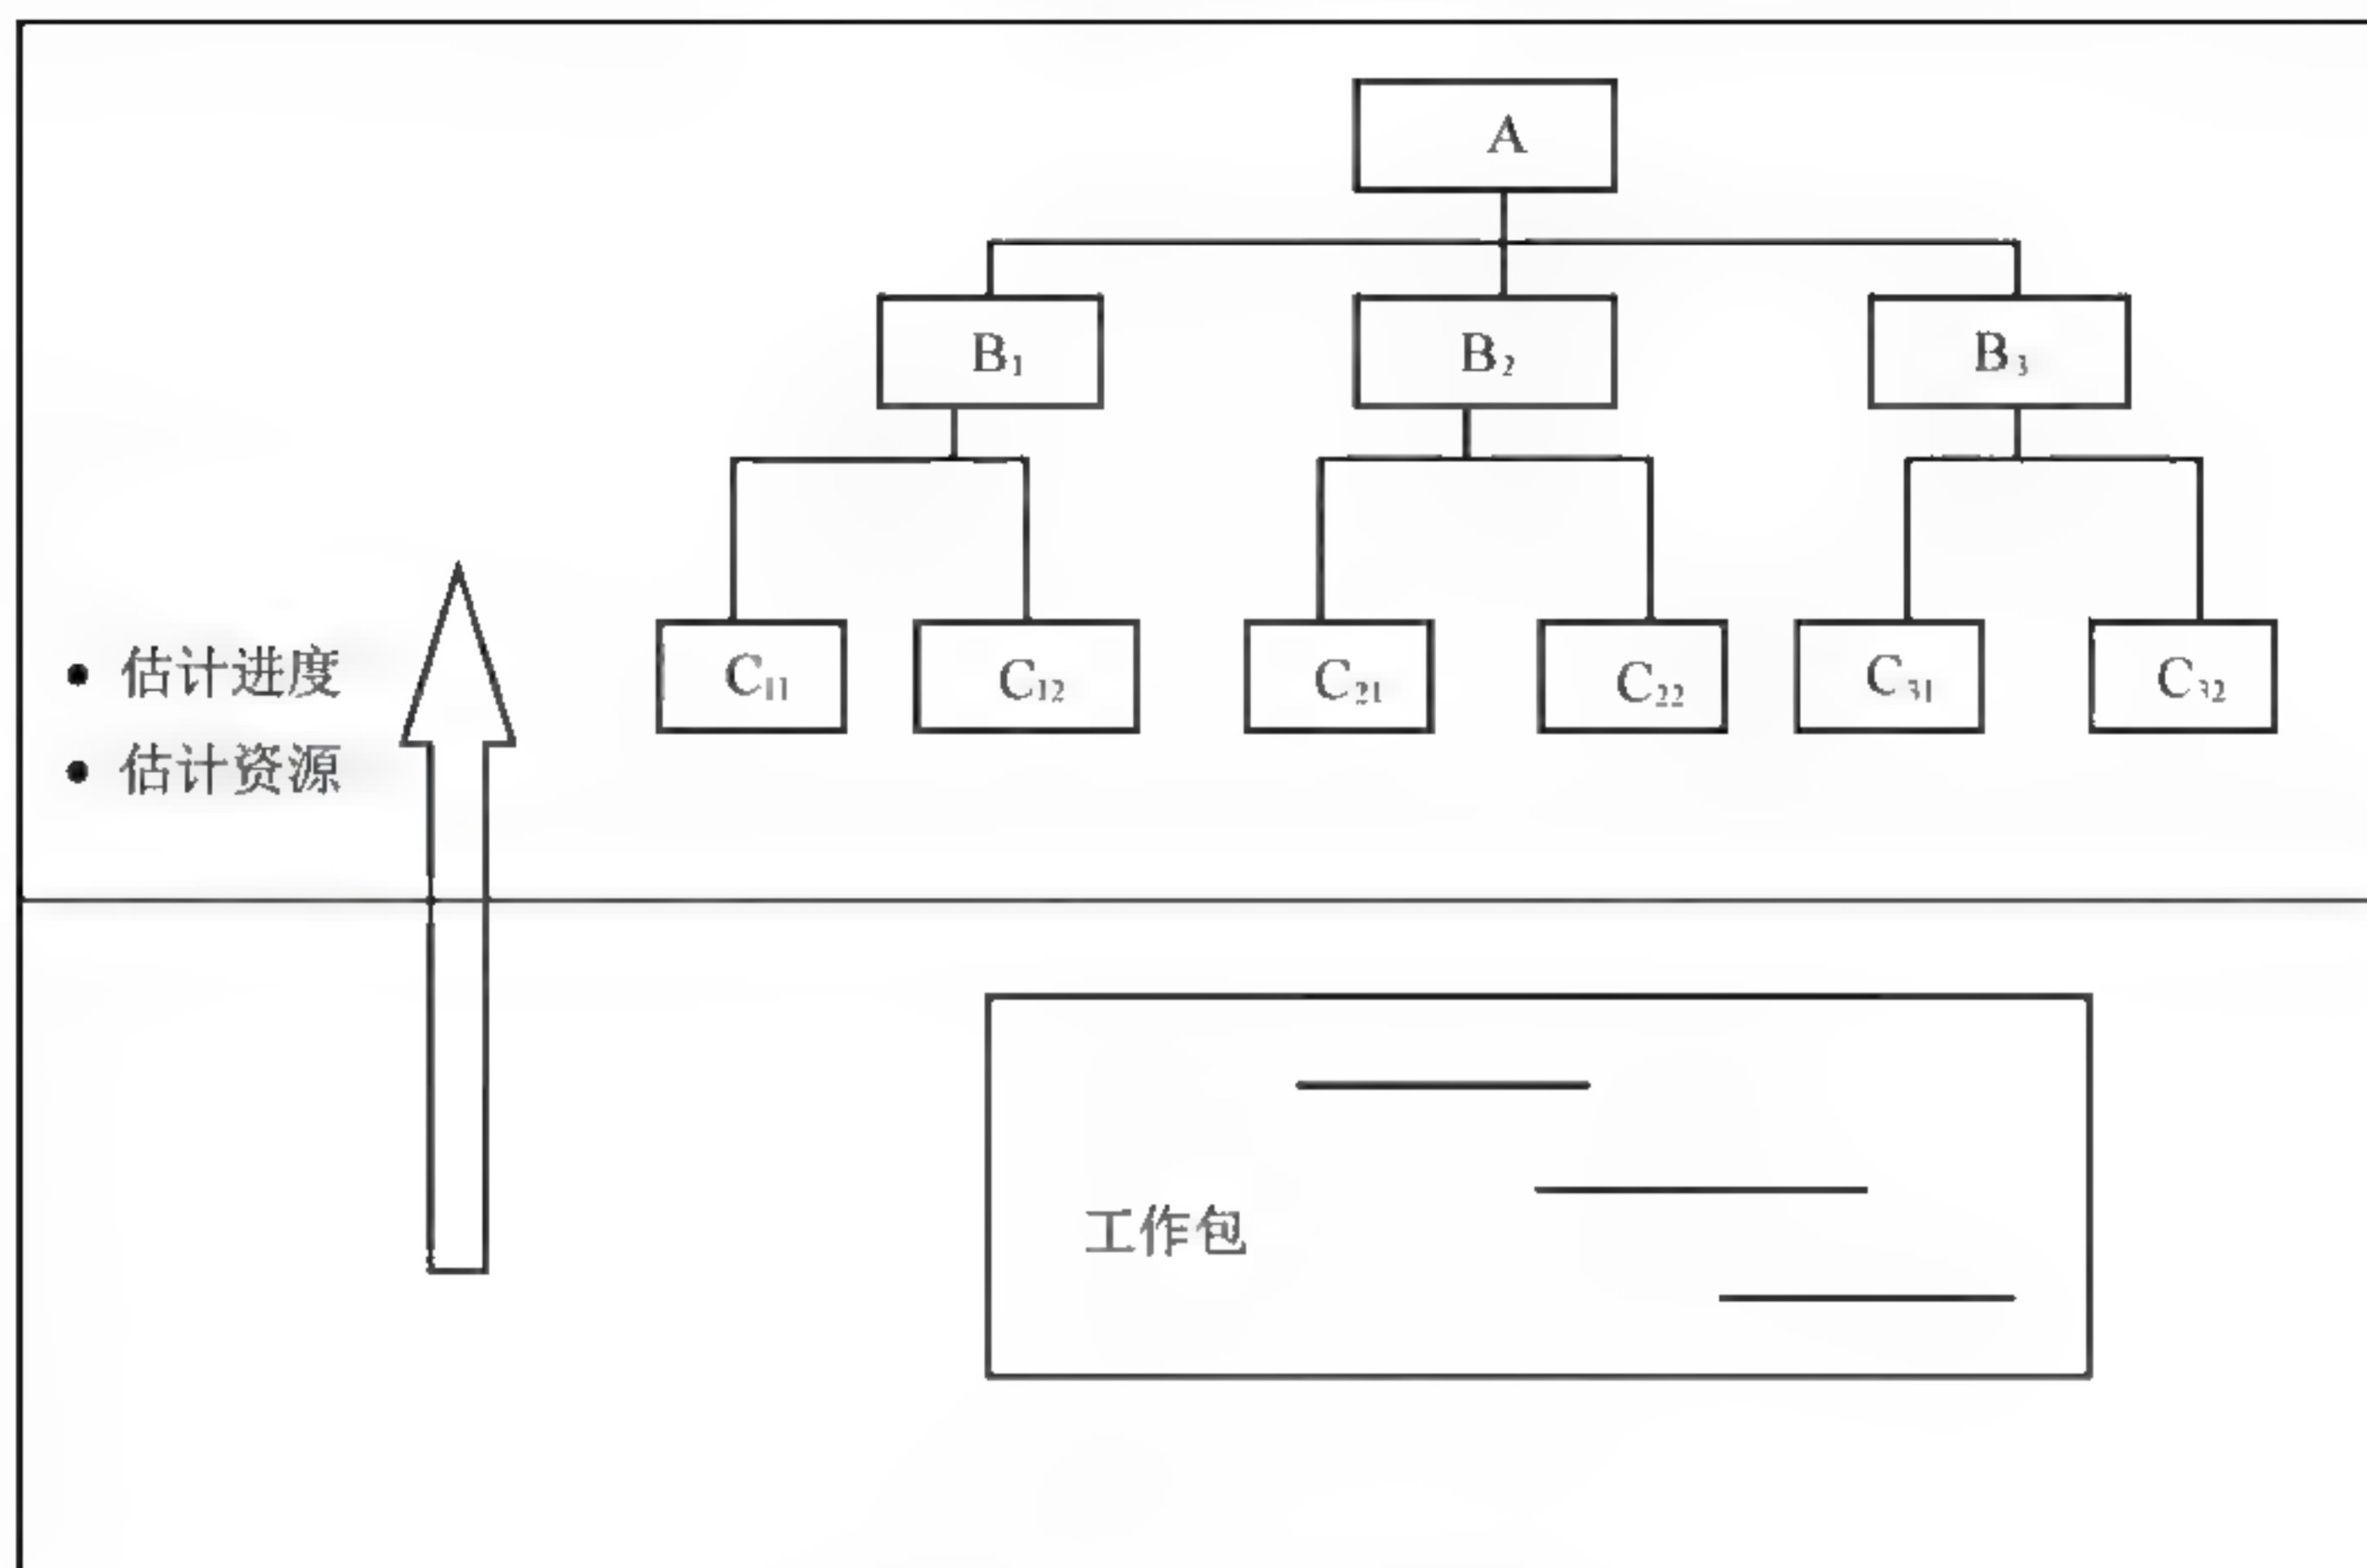 A
B₁ B₂ B₃
C₁₁ C₁₂ C₂₁ C₂₂ C₃₁ C₃₂
• 估计进度
• 估计资源
工作包